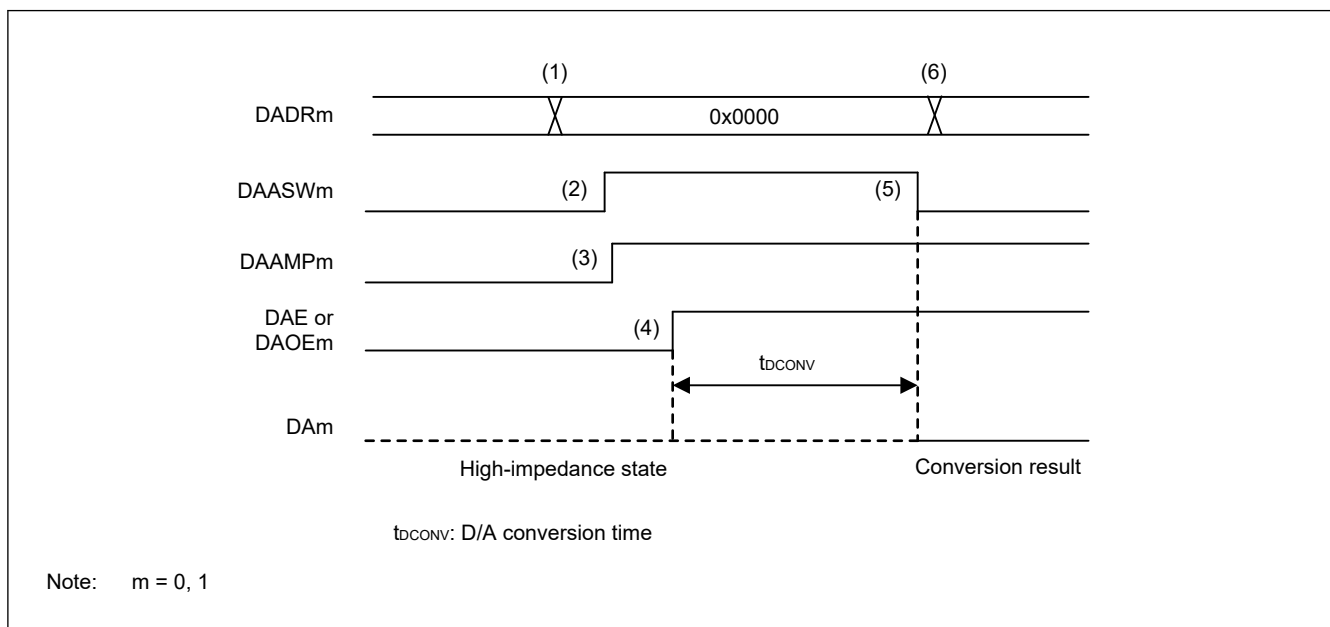 (1) (6)
DADRm 0x0000
DAASWm (2) (5)
DAAMPm (3)
DAE or
DAOEm (4)
tDCONV
DAm
High-impedance state Conversion result
tDCONV: D/A conversion time
Note: m = 0, 1